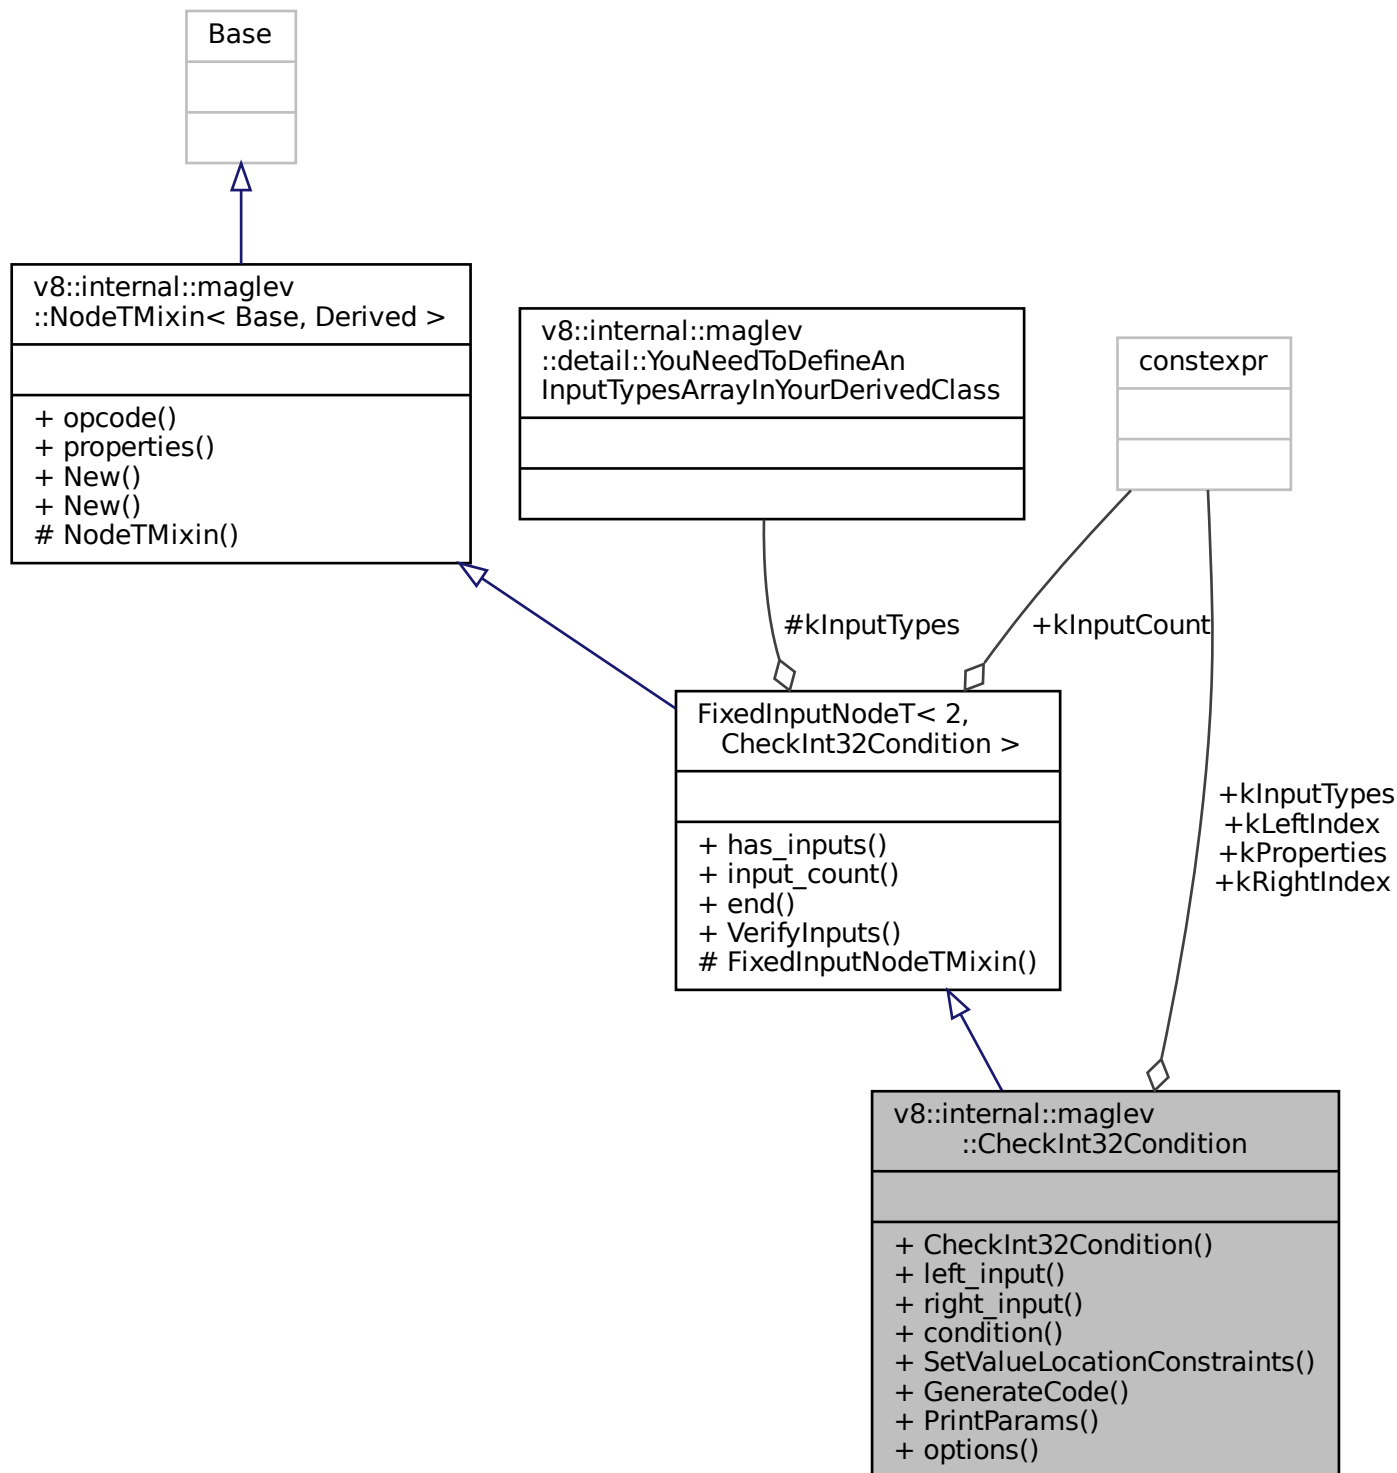 Base
v8::internal::maglev
::NodeTMixin< Base, Derived >
+ opcode()
+ properties()
+ New()
+ New()
# NodeTMixin()
v8::internal::maglev
::detail::YouNeedToDefineAn
InputTypesArrayInYourDerivedClass
constexpr
#kInputTypes
+kInputCount
FixedInputNodeT< 2,
CheckInt32Condition >
+ has_inputs()
+ input_count()
+ end()
+ VerifyInputs()
# FixedInputNodeTMixin()
+kInputTypes
+kLeftIndex
+kProperties
+kRightIndex
v8::internal::maglev
::CheckInt32Condition
+ CheckInt32Condition()
+ left_input()
+ right_input()
+ condition()
+ SetValueLocationConstraints()
+ GenerateCode()
+ PrintParams()
+ options()